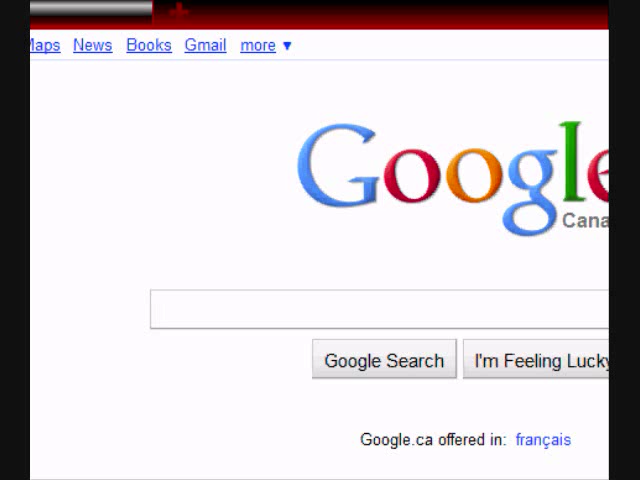 Maps News Books Gmail more ▼
Google
Cana
Google Search I'm Feeling Lucky
Google.ca offered in: français